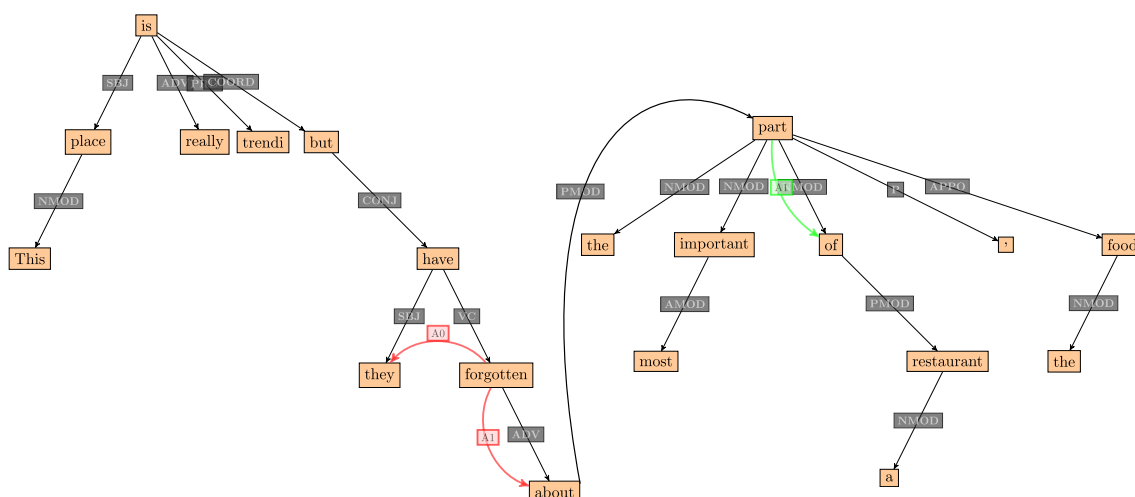 is
SBJ
ADV
COORD
part
place
really
trendi
but
PMOD
NMOD
NMOD
A1
P
APPO
NMOD
CONJ
the
important
of
,
food
This
have
AMOD
PMOD
NMOD
SBJ
VC
A0
most
restaurant
the
they
forgotten
A1
ADV
NMOD
a
about